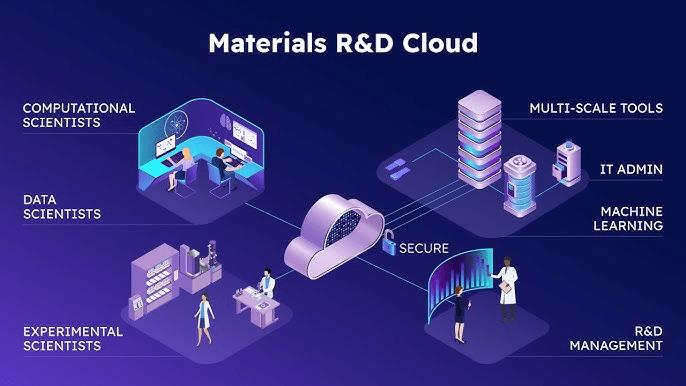 Materials R&D Cloud
COMPUTATIONAL
SCIENTISTS
DATA
SCIENTISTS
EXPERIMENTAL
SCIENTISTS
SECURE
MULTI-SCALE TOOLS
IT ADMIN
MACHINE
LEARNING
R&D
MANAGEMENT